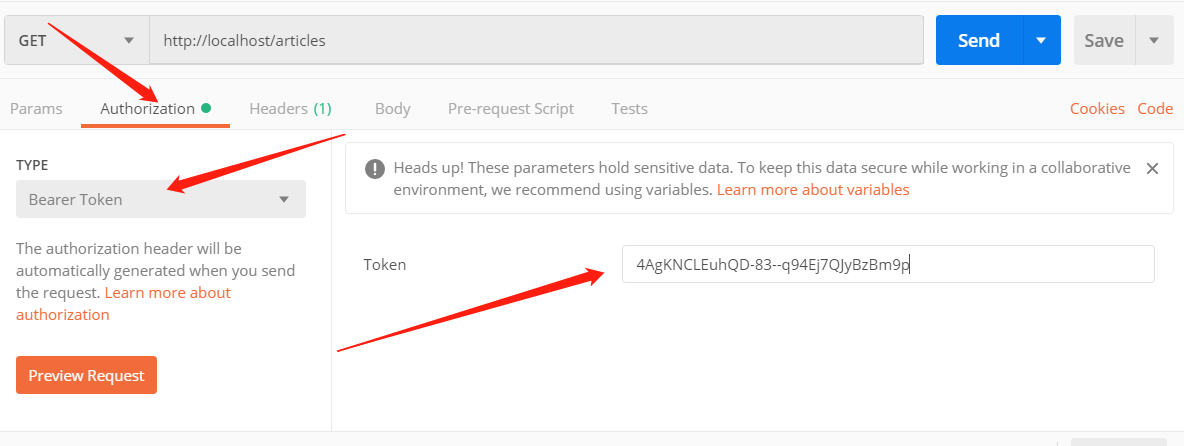 GET http://localhost/articles Send Save
Params Authorization Headers (1) Body Pre-request Script Tests Cookies Code
TYPE
Bearer Token
The authorization header will be
automatically generated when you send
the request. Learn more about
authorization
Preview Request
Heads up! These parameters hold sensitive data. To keep this data secure while working in a collaborative
environment, we recommend using variables. Learn more about variables
Token 4AgKNCLEuhQD-83--q94Ej7QJyBzBm9p